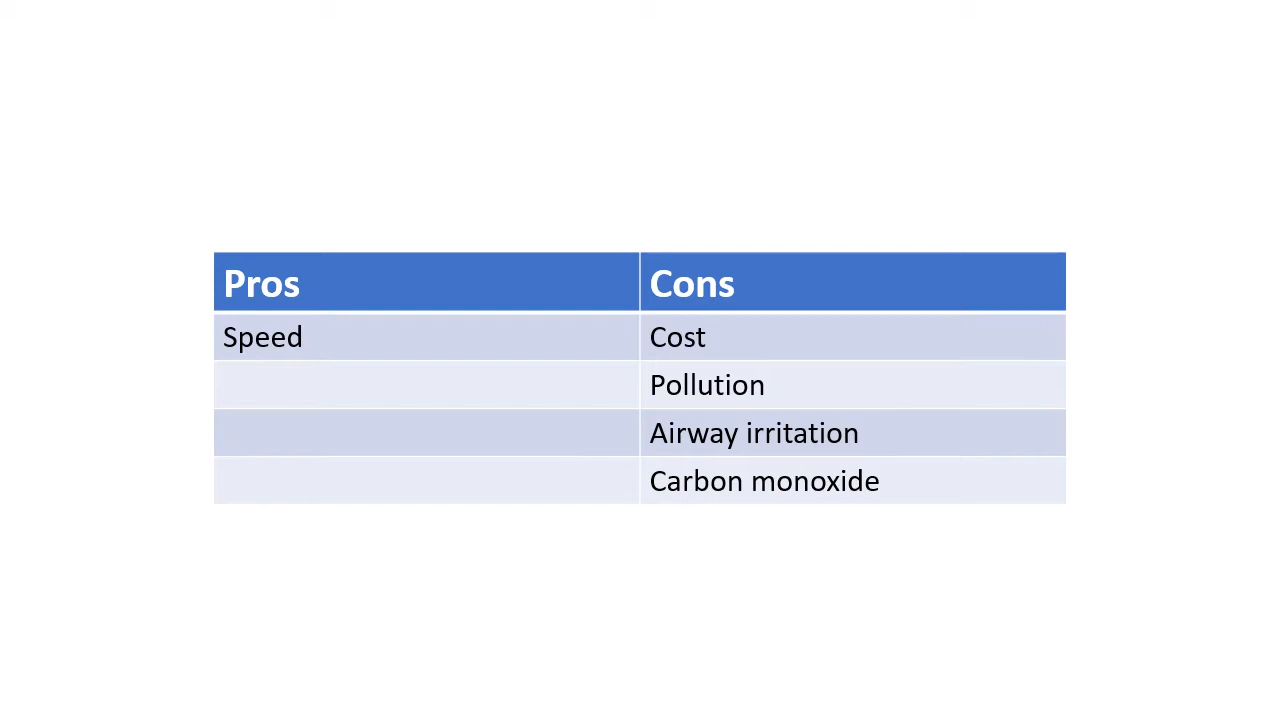 Pros Cons
Speed Cost
Pollution
Airway irritation
Carbon monoxide